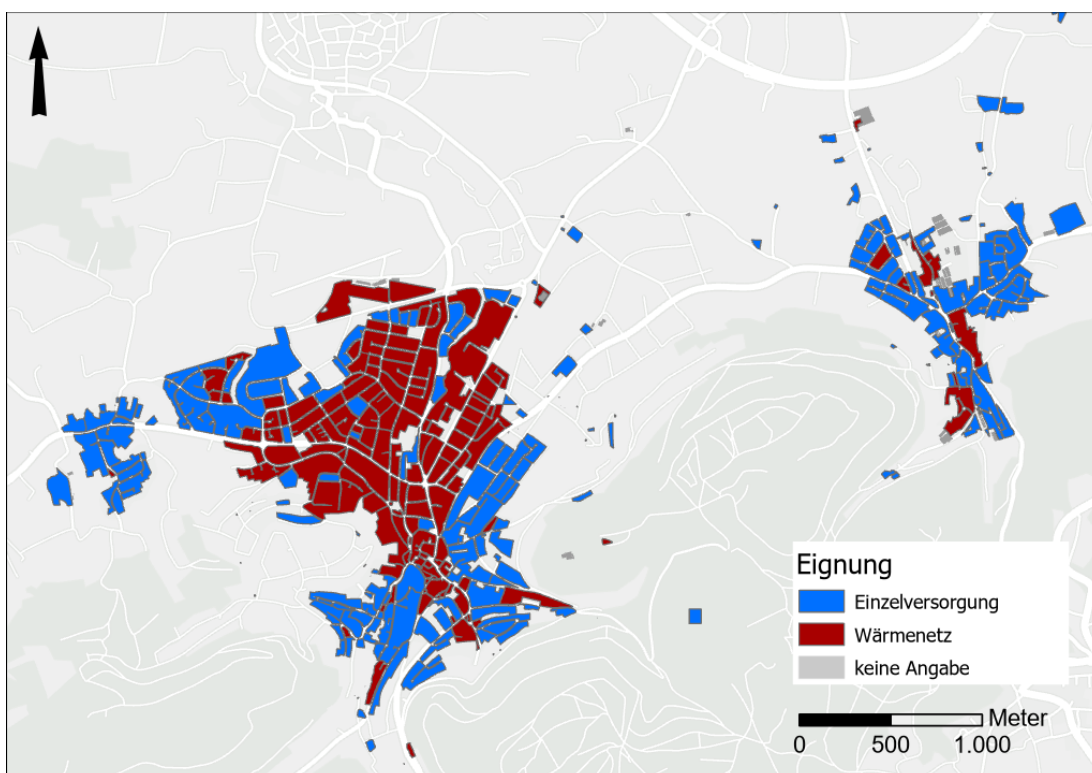 Eignung
Einzelversorgung
Wärmenetz
keine Angabe
Meter
0 500 1.000